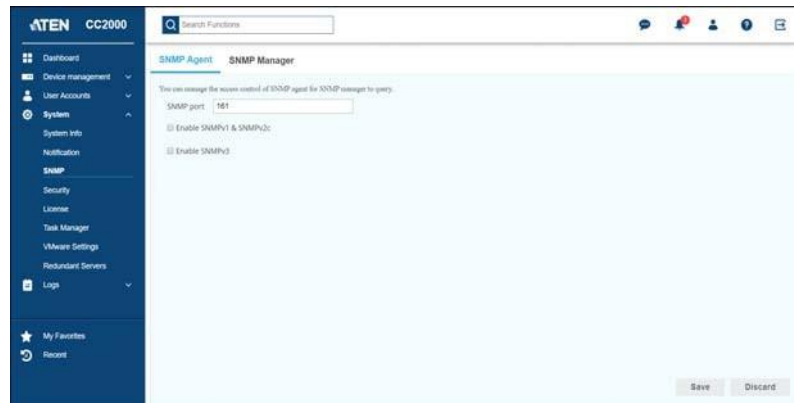 ATEN CC2000
Search Functions
Dashboard
Device management
User Accounts
System
System Info
Notification
SNMP
Security
License
Task Manager
VMware Settings
Redundant Servers
Logs
My Favorites
Recent
SNMP Agent SNMP Manager
You can manage the access control of SNMP agent for SNMP manager to query.
SNMP port 161
Enable SNMPv1 & SNMPv2c
Enable SNMPv3
Save Discard